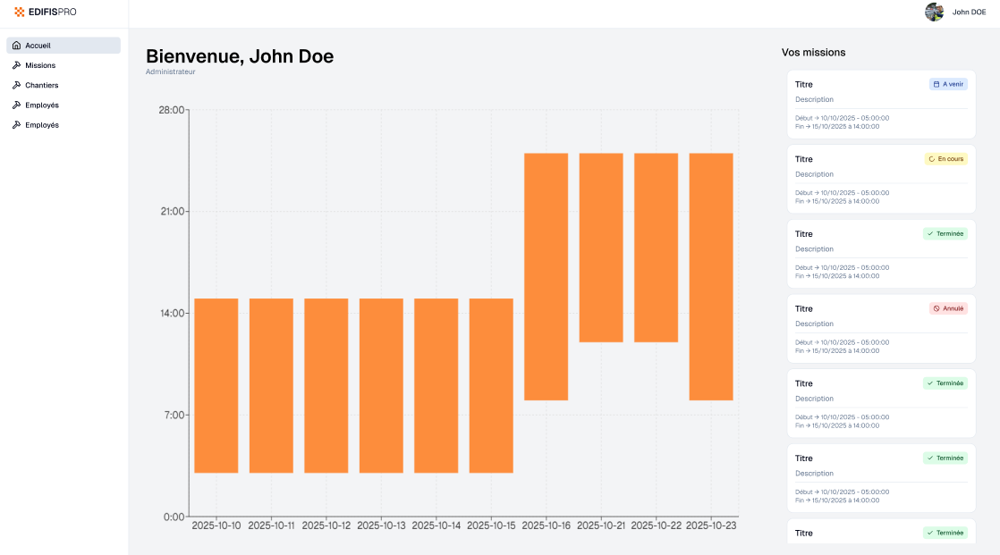 EDIFISPRO
John DOE
Accueil
Missions
Chantiers
Employés
Employés
Bienvenue, John Doe
Administrateur
28:00
21:00
14:00
7:00
0:00
2025-10-10 2025-10-11 2025-10-12 2025-10-13 2025-10-14 2025-10-15 2025-10-16 2025-10-21 2025-10-22 2025-10-23
Vos missions
Titre A venir
Description
Début → 10/10/2025 - 05:00:00
Fin → 15/10/2025 à 14:00:00
Titre En cours
Description
Début → 10/10/2025 - 05:00:00
Fin → 15/10/2025 à 14:00:00
Titre Terminée
Description
Début → 10/10/2025 - 05:00:00
Fin → 15/10/2025 à 14:00:00
Titre Annulé
Description
Début → 10/10/2025 - 05:00:00
Fin → 15/10/2025 à 14:00:00
Titre Terminée
Description
Début → 10/10/2025 - 05:00:00
Fin → 15/10/2025 à 14:00:00
Titre Terminée
Description
Début → 10/10/2025 - 05:00:00
Fin → 15/10/2025 à 14:00:00
Titre Terminée